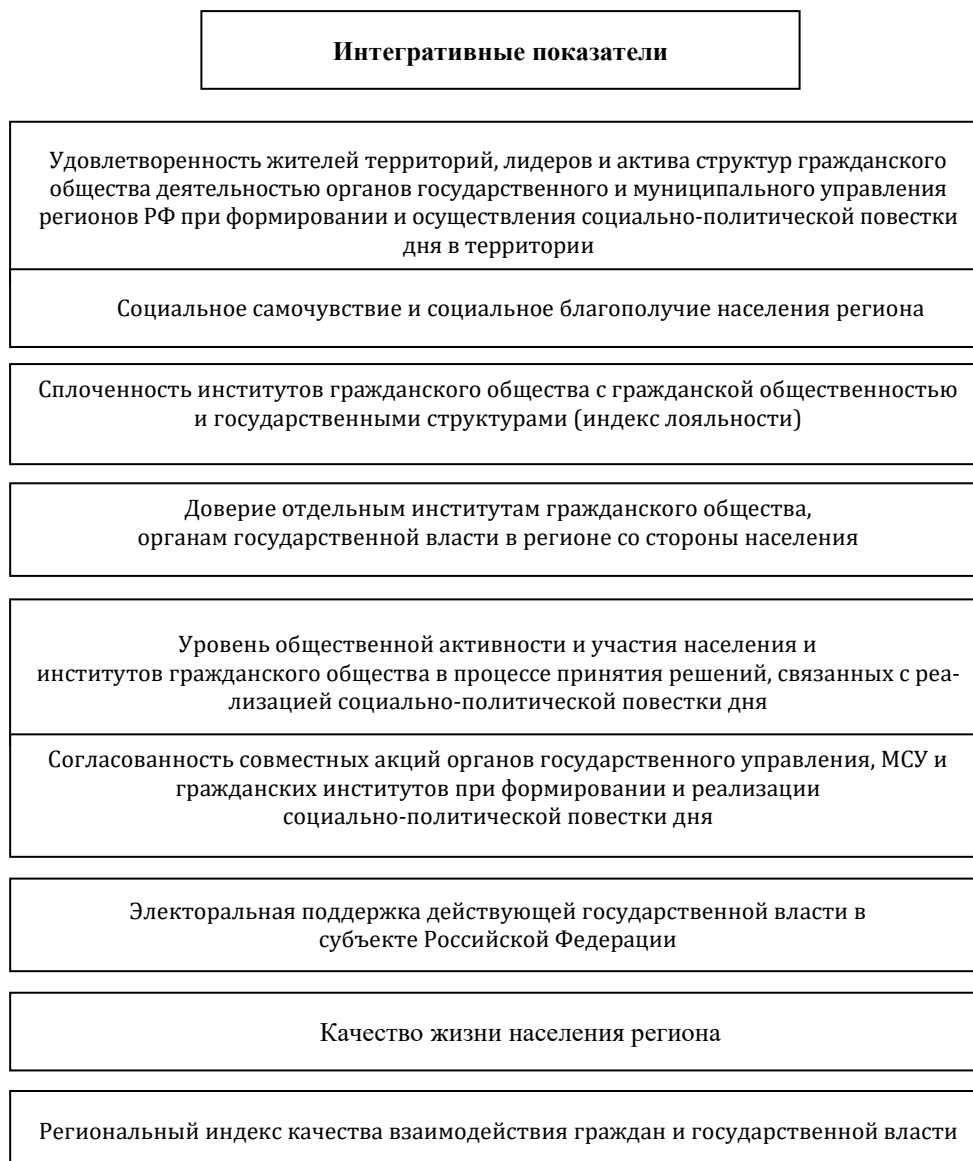 Интегративные показатели
Удовлетворенность жителей территорий, лидеров и актива структур гражданского
общества деятельностью органов государственного и муниципального управления
регионов РФ при формировании и осуществления социально-политической повестки
дня в территории
Социальное самочувствие и социальное благополучие населения региона
Сплоченность институтов гражданского общества с гражданской общественностью
и государственными структурами (индекс лояльности)
Доверие отдельным институтам гражданского общества,
органам государственной власти в регионе со стороны населения
Уровень общественной активности и участия населения и
институтов гражданского общества в процессе принятия решений, связанных с реа-
лизацией социально-политической повестки дня
Согласованность совместных акций органов государственного управления, МСУ и
гражданских институтов при формировании и реализации
социально-политической повестки дня
Электоральная поддержка действующей государственной власти в
субъекте Российской Федерации
Качество жизни населения региона
Региональный индекс качества взаимодействия граждан и государственной власти